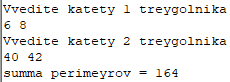 Vvedite katety 1 treygolnika
6 8
Vvedite katety 2 treygolnika
40 42
summa perimeyrov = 164